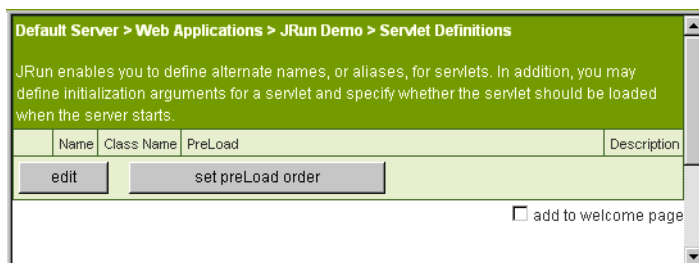 Default Server > Web Applications > JRun Demo > Servlet Definitions
JRun enables you to define alternate names, or aliases, for servlets. In addition, you may
define initialization arguments for a servlet and specify whether the servlet should be loaded
when the server starts.
Name Class Name PreLoad Description
edit set preLoad order
add to welcome page